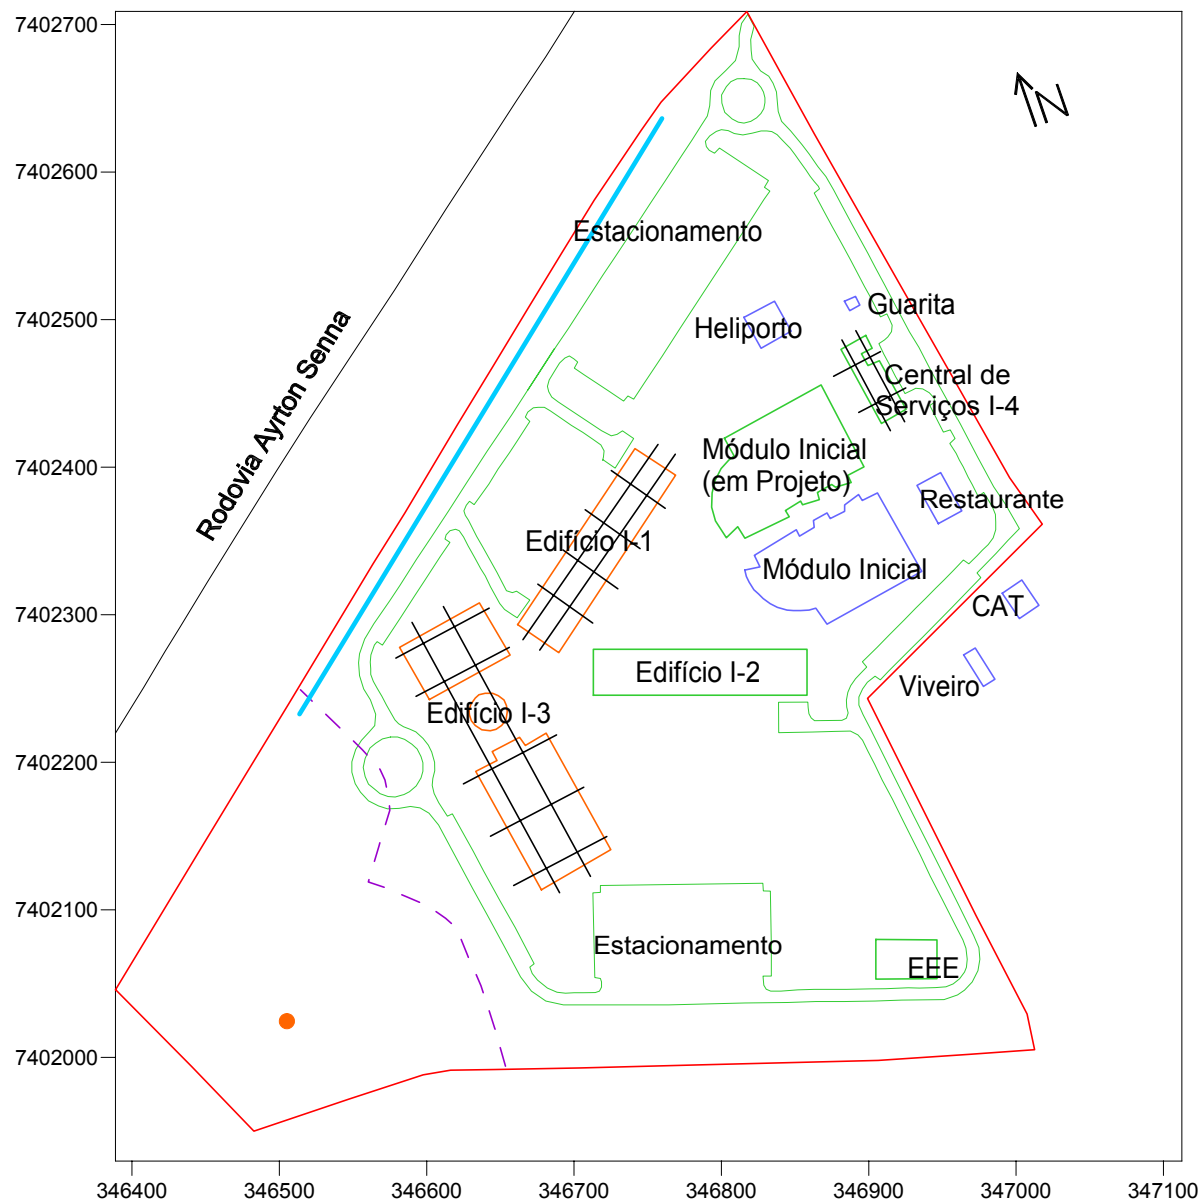 7402700
7402600
7402500
7402400
7402300
7402200
7402100
7402000
N
Rodovia Ayrton Senna
Estacionamento
Guarita
Heliporto
Central de
Serviços I-4
Módulo Inicial
(em Projeto)
Restaurante
Edifício I-1
Módulo Inicial
CAT
Edifício I-2
Viveiro
Edifício I-3
Estacionamento
EEE
346400 346500 346600 346700 346800 346900 347000 347100